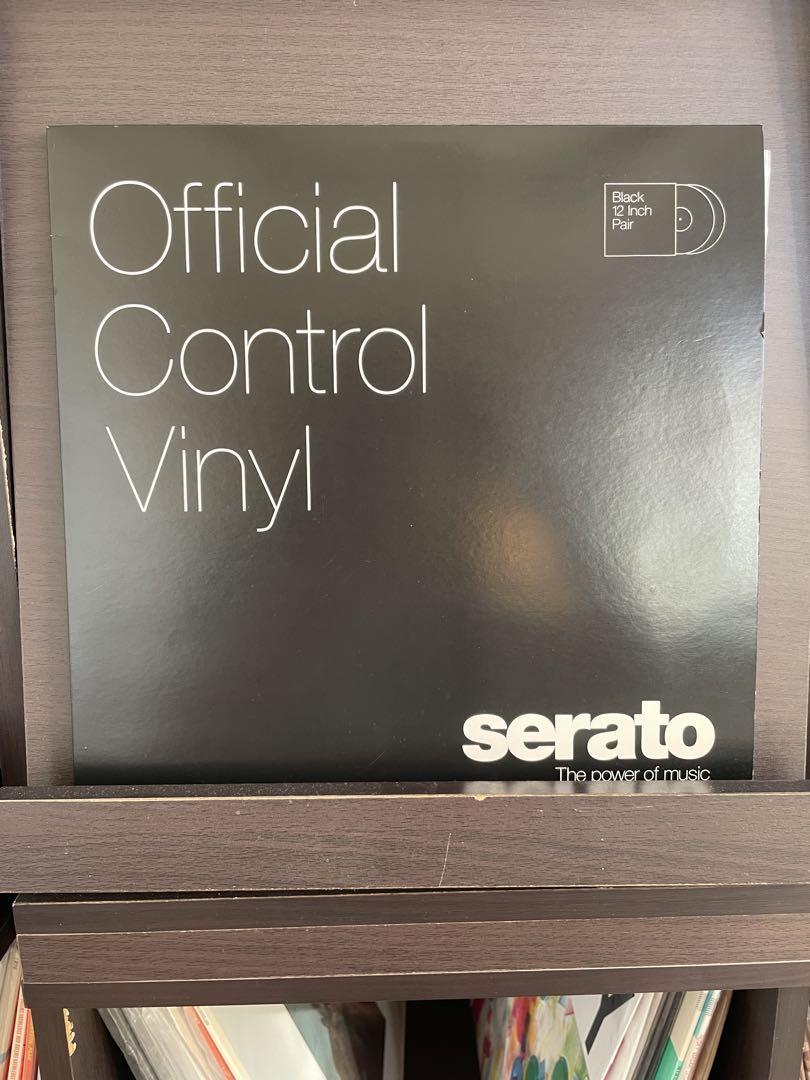 Official
Control
Vinyl
Black
12 Inch
Pair
serato
The power of music